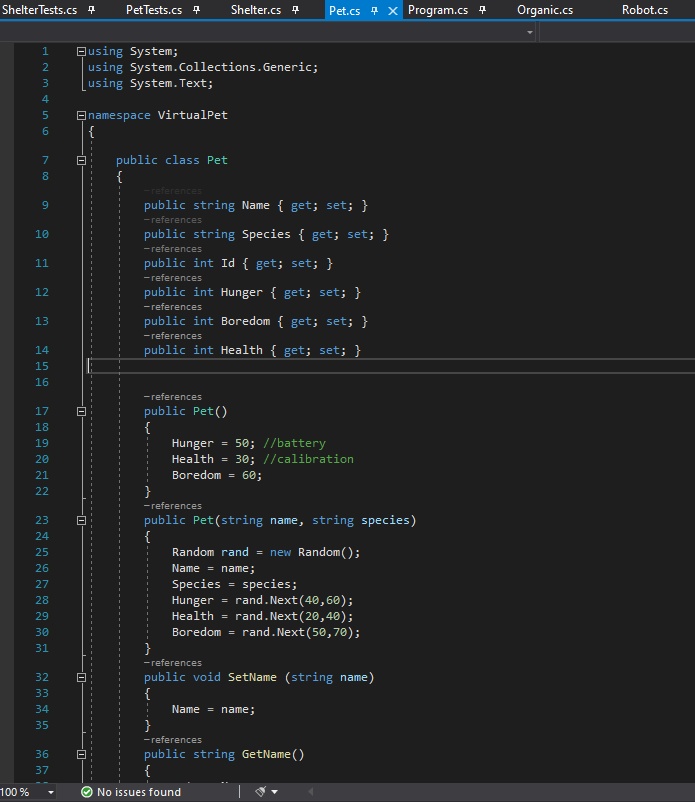 ShelterTests.cs PetTests.cs Shelter.cs Pet.cs Program.cs Organic.cs Robot.cs
1 using System;
2 using System.Collections.Generic;
3 using System.Text;
4
5 namespace VirtualPet
6 {
7 public class Pet
8 {
-references
9 public string Name { get; set; }
-references
10 public string Species { get; set; }
-references
11 public int Id { get; set; }
-references
12 public int Hunger { get; set; }
-references
13 public int Boredom { get; set; }
-references
14 public int Health { get; set; }
15
16
-references
17 public Pet()
18 {
19 Hunger = 50; //battery
20 Health = 30; //calibration
21 Boredom = 60;
22 }
-references
23 public Pet(string name, string species)
24 {
25 Random rand = new Random();
26 Name = name;
27 Species = species;
28 Hunger = rand.Next(40,60);
29 Health = rand.Next(20,40);
30 Boredom = rand.Next(50,70);
31 }
-references
32 public void SetName (string name)
33 {
34 Name = name;
35 }
-references
36 public string GetName()
37 {
100 % No issues found